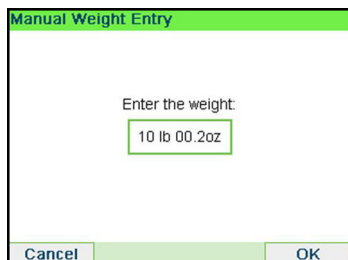 Manual Weight Entry
Enter the weight:
10 lb 00.2oz
Cancel
OK